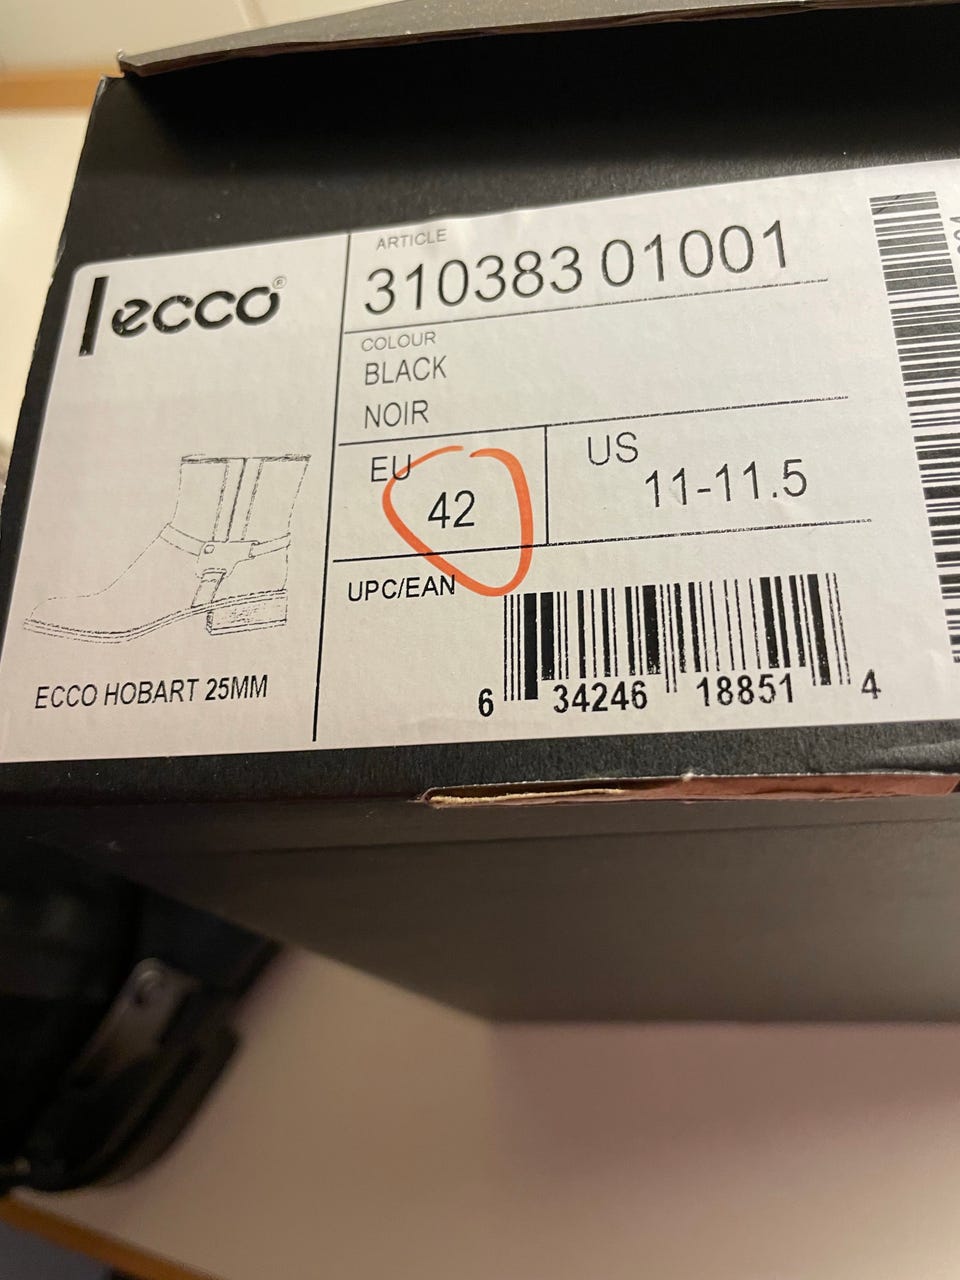 ecco®
ARTICLE
310383 01001
COLOUR
BLACK
NOIR
EU
42
US
11-11.5
UPC/EAN
6 34246 18851 4
ECCO HOBART 25MM